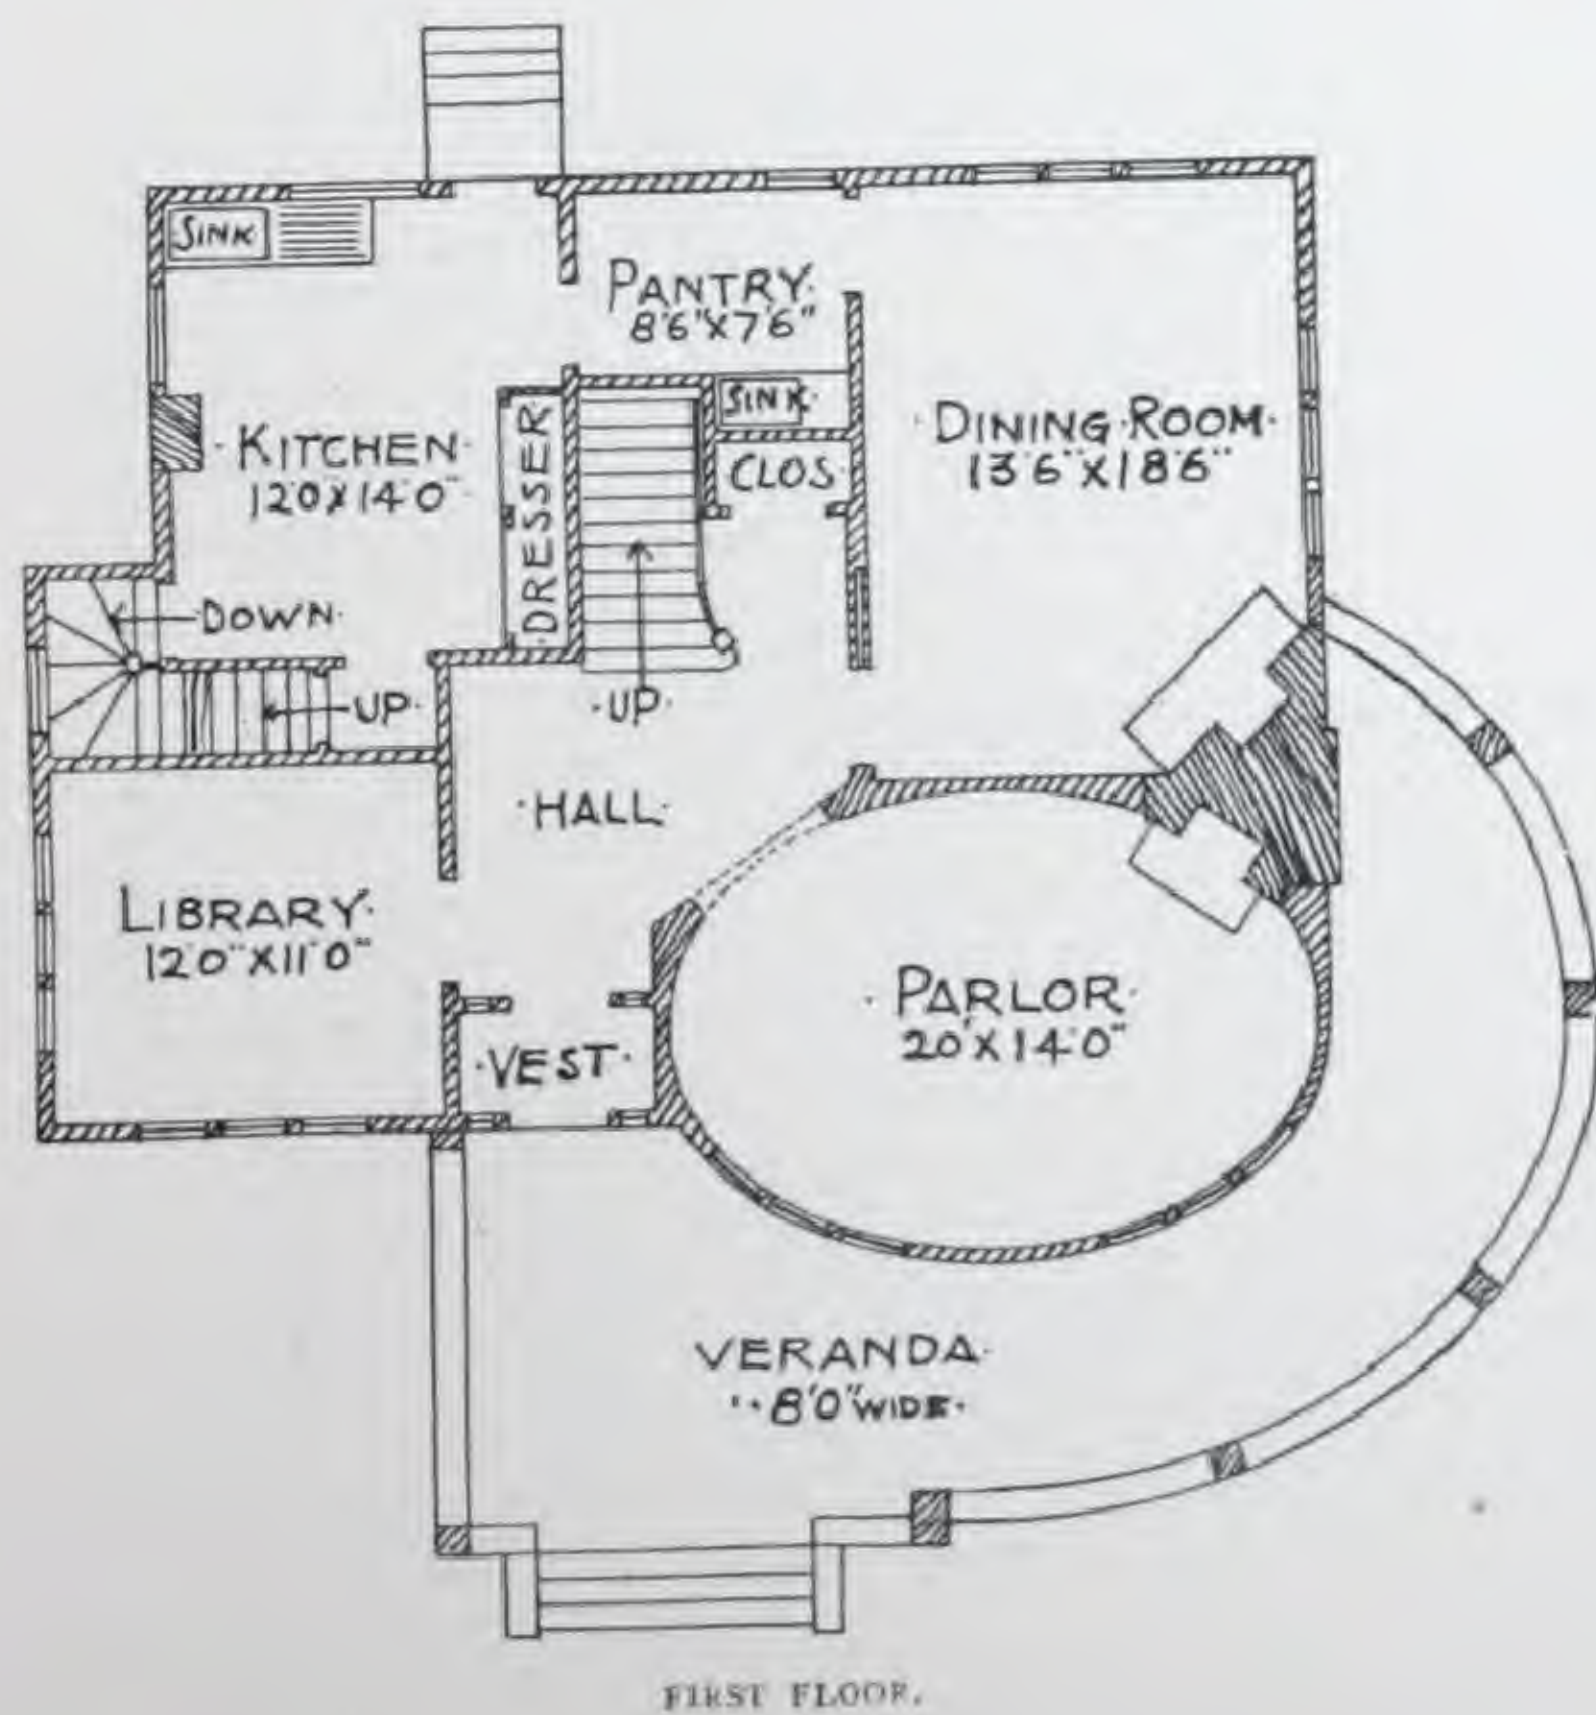 SINK
PANTRY.
8'6"X7'6"
SINK.
·KITCHEN·
12'0 X 14'0"
DRESSER
CLOS.
·DINING·ROOM·
13'6"X18'6"
DOWN·
UP·
·UP·
·HALL·
LIBRARY·
12'0"X11'0"
·VEST·
·PARLOR·
20'X14'0"
VERANDA·
··8'0"WIDE·
FIRST FLOOR.